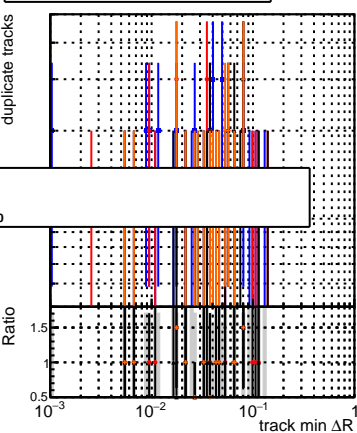 duplicate tracks
Ratio
1.5
1
0.5
10⁻³ 10⁻² 10⁻¹ 1
track min ΔR